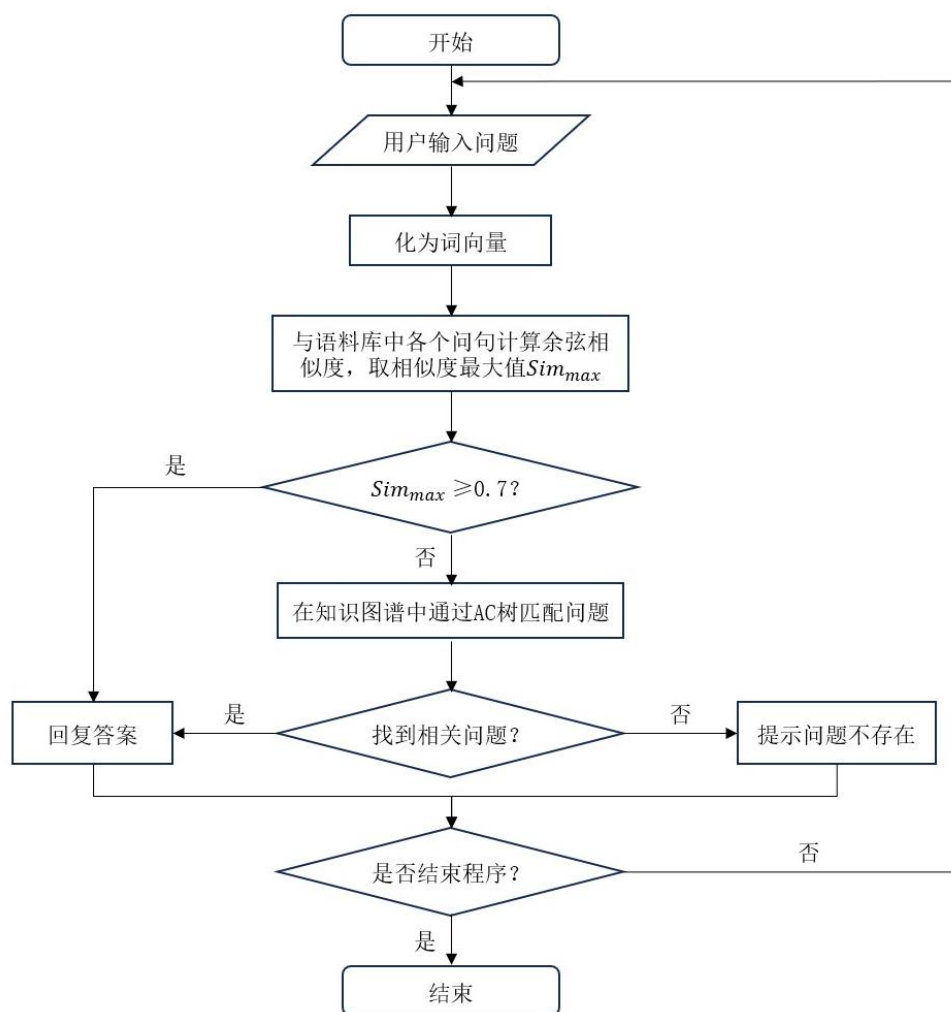 开始
用户输入问题
化为词向量
与语料库中各个问句计算余弦相
似度，取相似度最大值Sim_max
是
Sim_max ≥0.7?
否
在知识图谱中通过AC树匹配问题
回复答案
是
找到相关问题？
否
提示问题不存在
是否结束程序？
否
是
结束